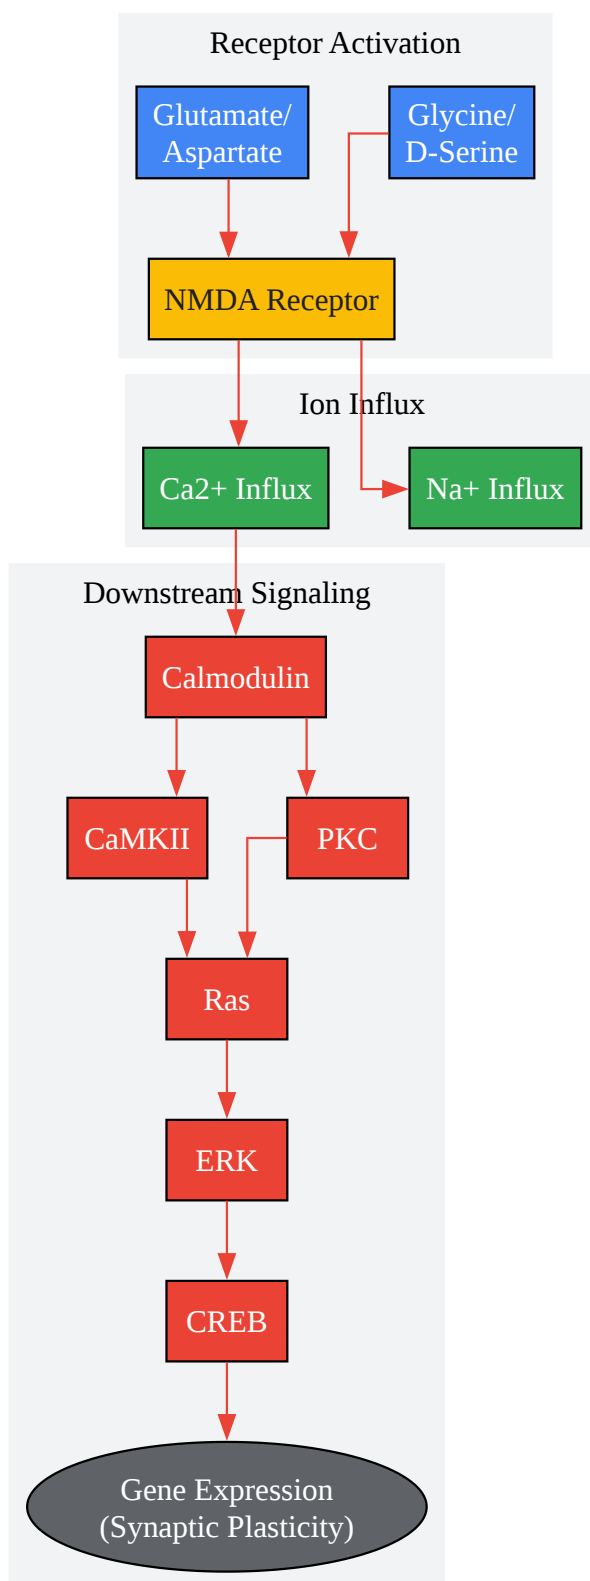 Receptor Activation
Glutamate/
Aspartate
Glycine/
D-Serine
NMDA Receptor
Ion Influx
Ca2+ Influx
Na+ Influx
Downstream Signaling
Calmodulin
CaMKII
PKC
Ras
ERK
CREB
Gene Expression
(Synaptic Plasticity)